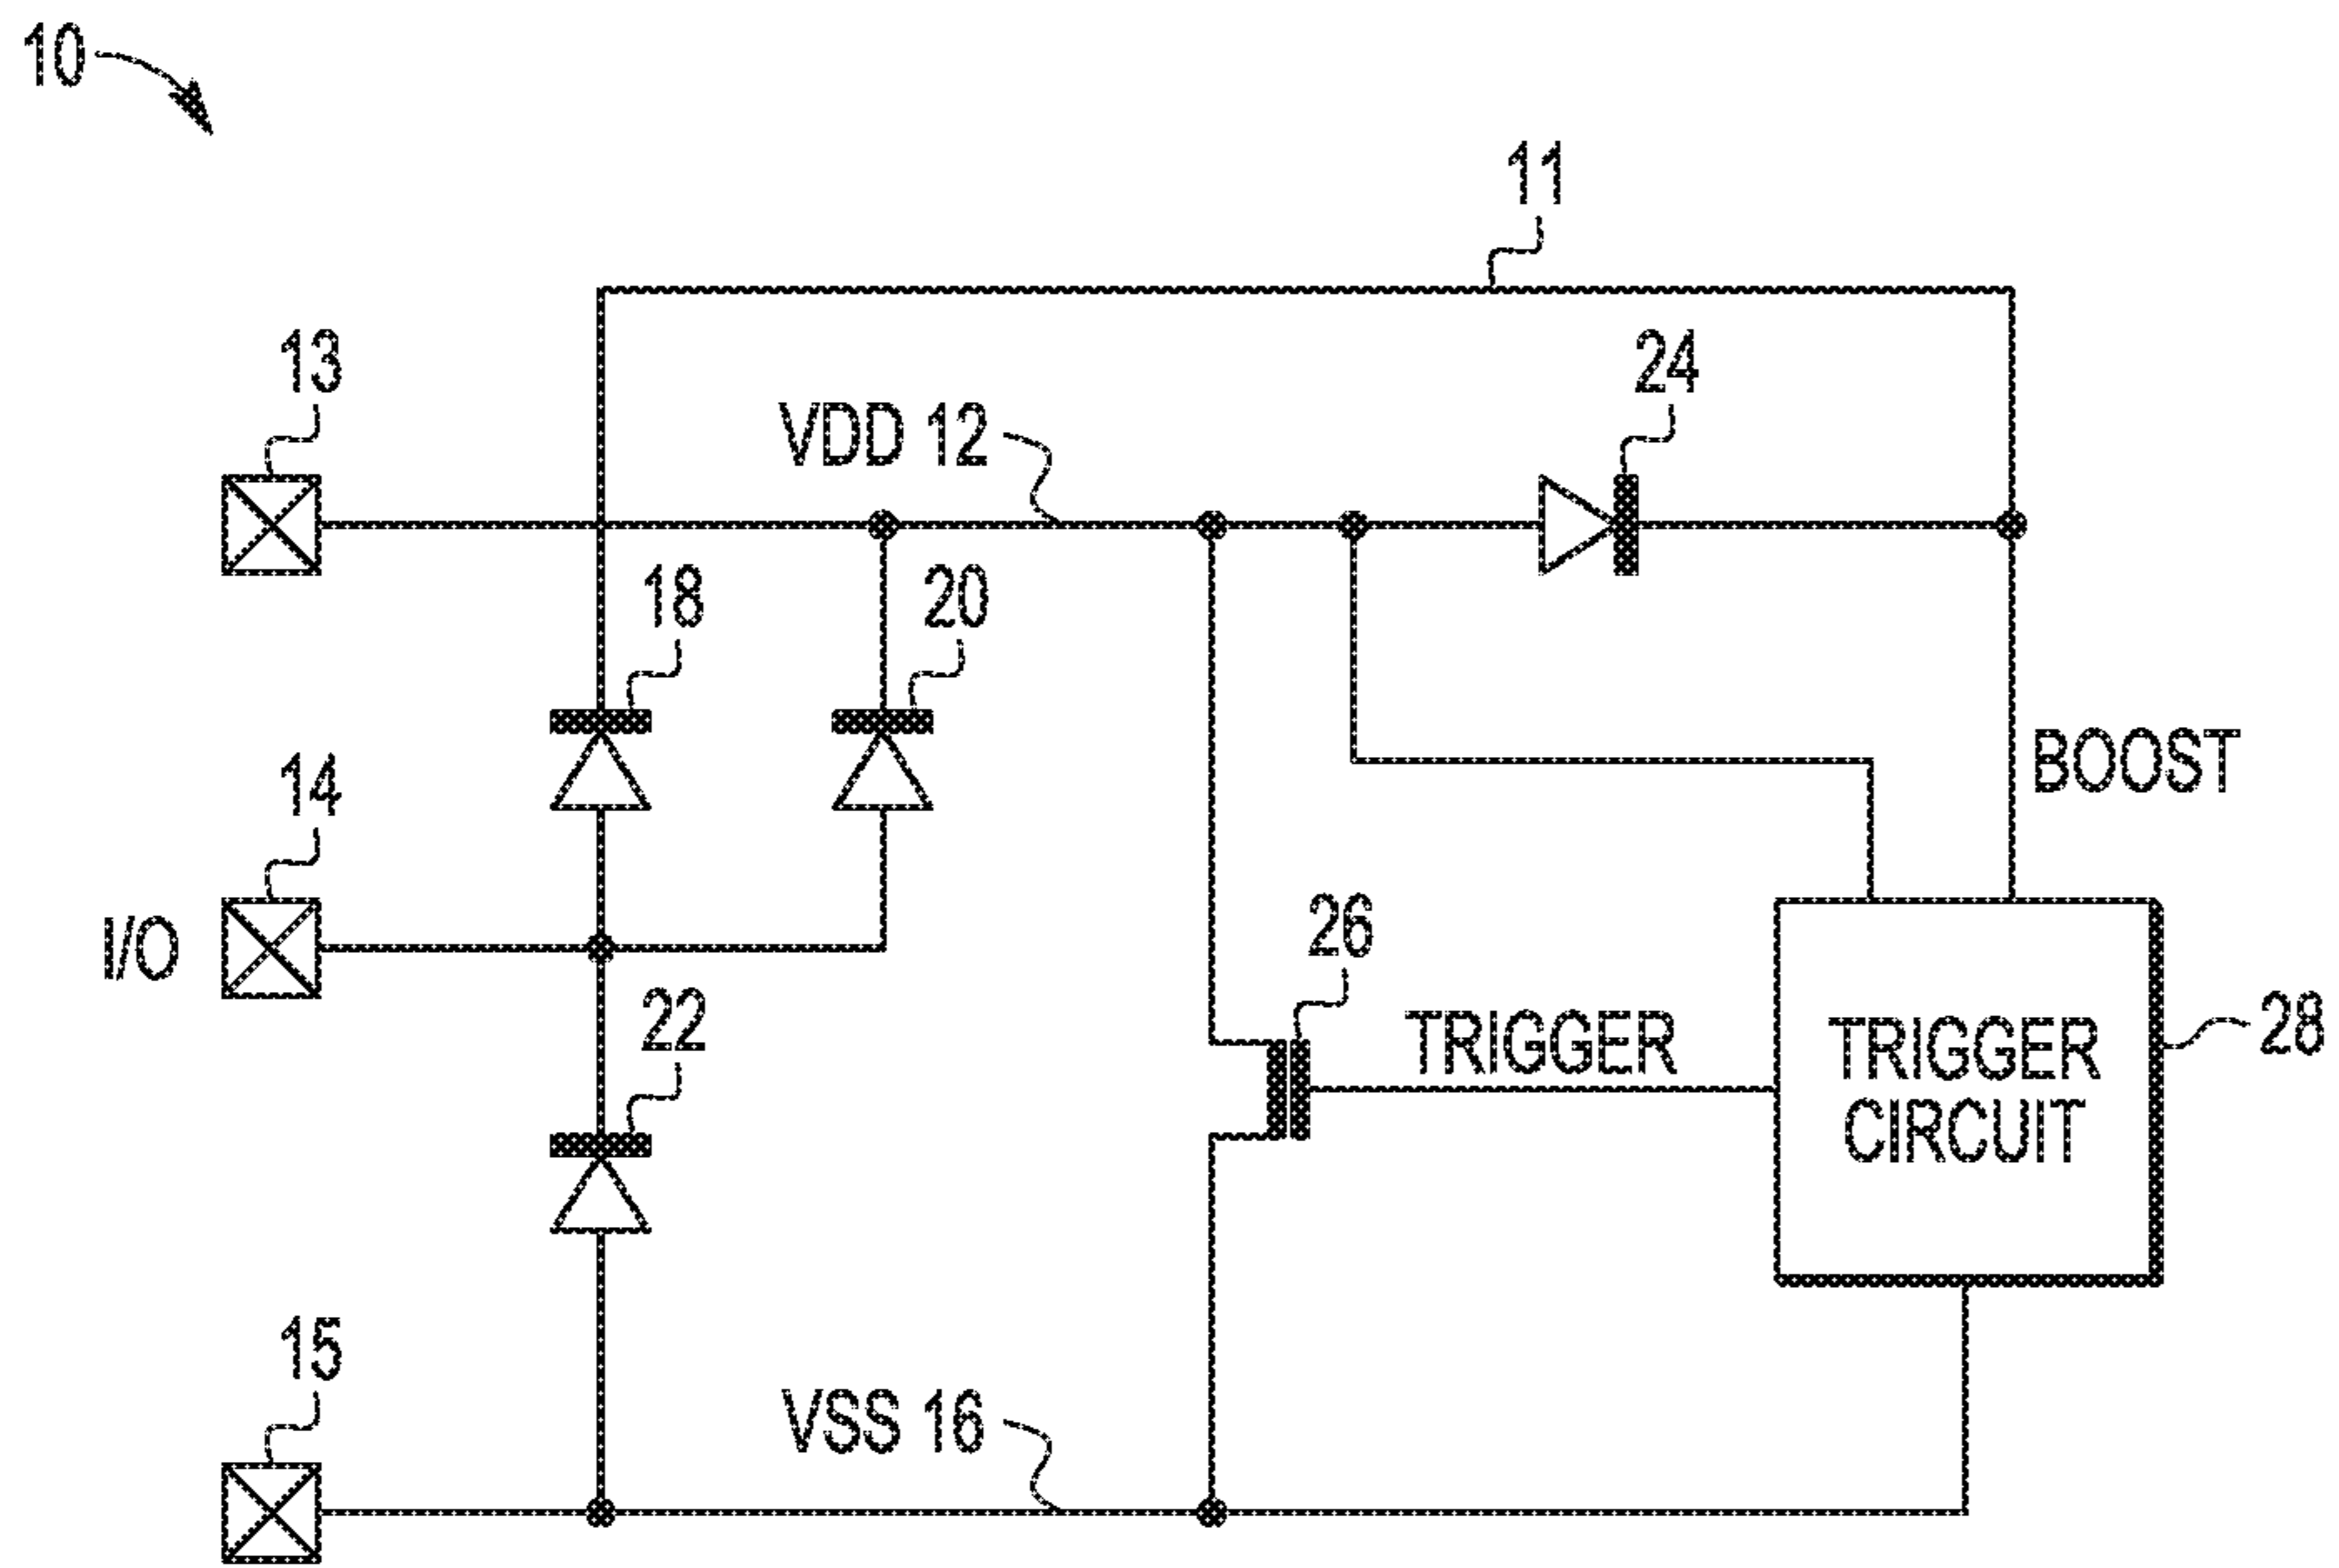 10
11
13
VDD 12
24
18
20
BOOST
14
I/O
26
22
TRIGGER
TRIGGER
CIRCUIT
28
15
VSS 16